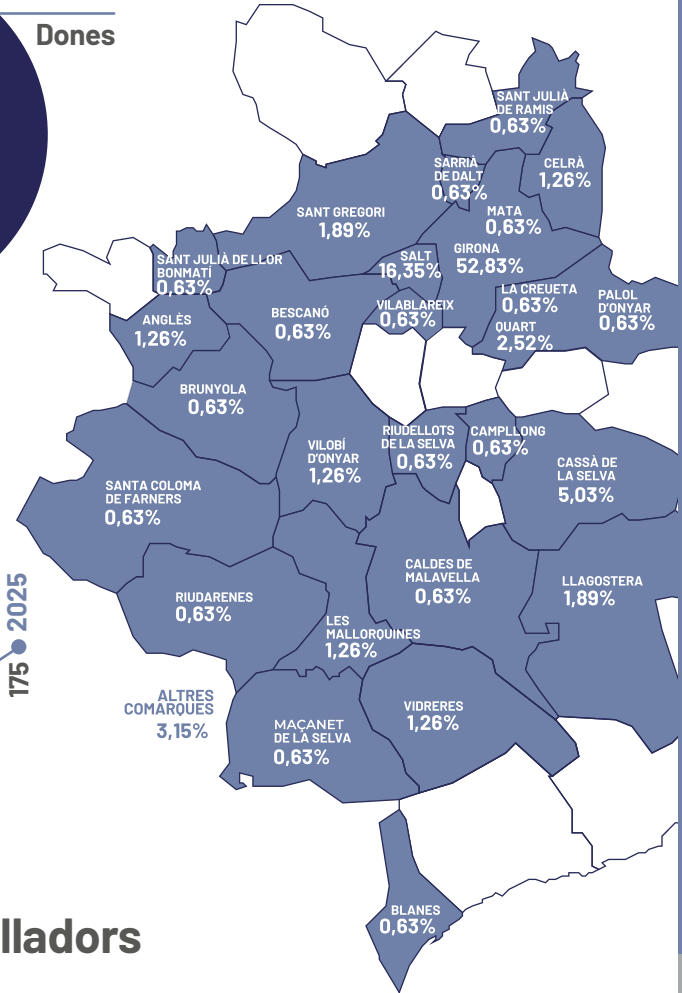 Dones
SANT JULIÀ
DE RAMIS
0,63%
SARRIÀ
DE DALT
0,63%
CELRÀ
1,26%
SANT GREGORI
1,89%
MATA
0,63%
GIRONA
52,83%
SALT
16,35%
SANT JULIÀ DE LLOR
BONMATÍ
0,63%
LA CREUETA
0,63%
PALOL
D'ONYAR
0,63%
VILABLAREIX
0,63%
BESCANÓ
0,63%
ANGLÈS
1,26%
QUART
2,52%
BRUNYOLA
0,63%
RIUDELLOTS
DE LA SELVA
0,63%
CAMPLLONG
0,63%
VILOBÍ
D'ONYAR
1,26%
CASSÀ DE
LA SELVA
5,03%
SANTA COLOMA
DE FARNERS
0,63%
CALDES DE
MALAVELLA
0,63%
LLAGOSTERA
1,89%
RIUDARENES
0,63%
LES
MALLORQUINES
1,26%
2025
175
ALTRES
COMARQUES
3,15%
VIDRERES
1,26%
MAÇANET
DE LA SELVA
0,63%
BLANES
0,63%
lladors